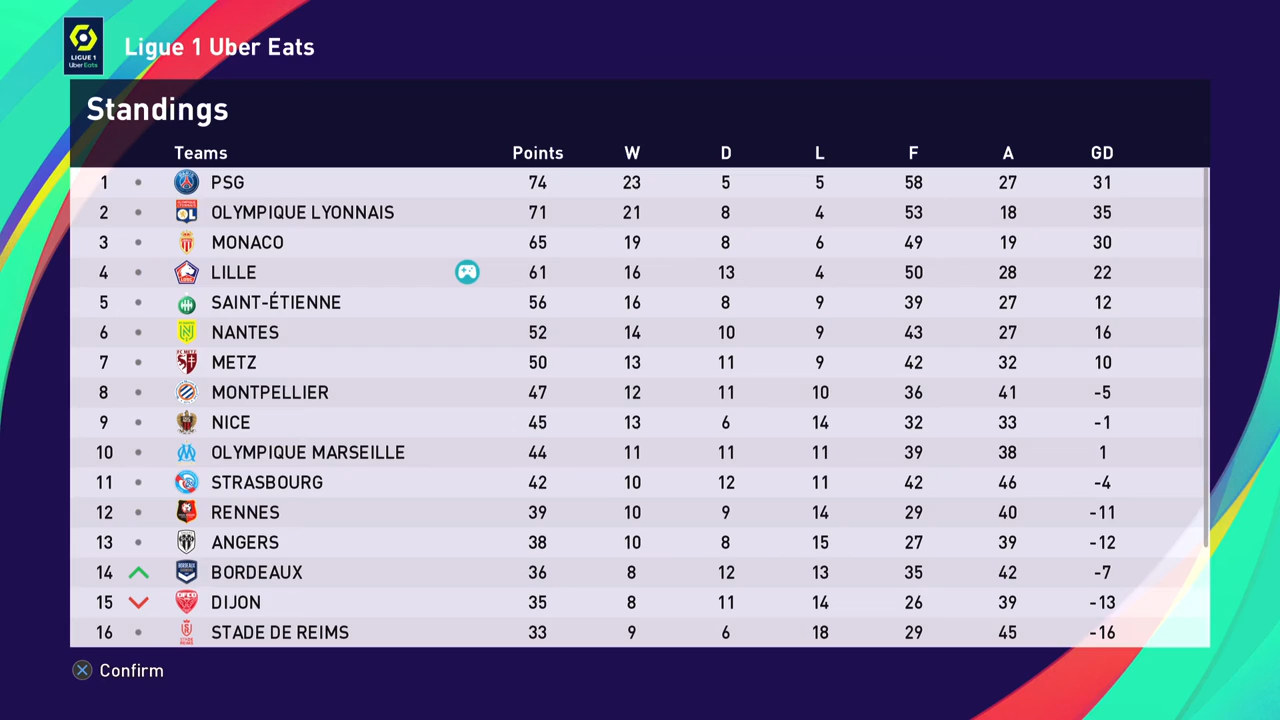 LIGUE 1
Uber Eats
Ligue 1 Uber Eats
Standings
Teams Points W D L F A GD
1 PSG 74 23 5 5 58 27 31
2 OLYMPIQUE LYONNAIS 71 21 8 4 53 18 35
3 MONACO 65 19 8 6 49 19 30
4 LILLE 61 16 13 4 50 28 22
5 SAINT-ÉTIENNE 56 16 8 9 39 27 12
6 NANTES 52 14 10 9 43 27 16
7 METZ 50 13 11 9 42 32 10
8 MONTPELLIER 47 12 11 10 36 41 -5
9 NICE 45 13 6 14 32 33 -1
10 OLYMPIQUE MARSEILLE 44 11 11 11 39 38 1
11 STRASBOURG 42 10 12 11 42 46 -4
12 RENNES 39 10 9 14 29 40 -11
13 ANGERS 38 10 8 15 27 39 -12
14 BORDEAUX 36 8 12 13 35 42 -7
15 DIJON 35 8 11 14 26 39 -13
16 STADE DE REIMS 33 9 6 18 29 45 -16
Confirm